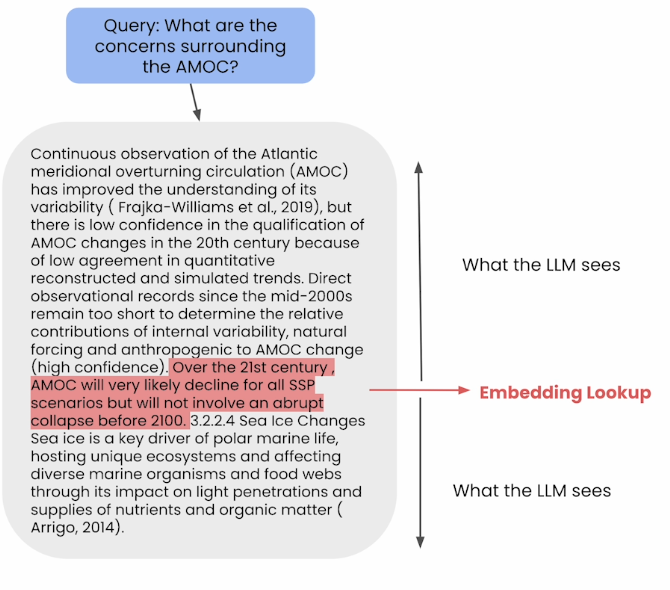 Query: What are the
concerns surrounding
the AMOC?
Continuous observation of the Atlantic
meridional overturning circulation (AMOC)
has improved the understanding of its
variability ( Frajka-Williams et al., 2019), but
there is low confidence in the qualification of
AMOC changes in the 20th century because
of low agreement in quantitative
reconstructed and simulated trends. Direct
observational records since the mid-2000s
remain too short to determine the relative
contributions of internal variability, natural
forcing and anthropogenic to AMOC change
(high confidence). Over the 21st century ,
AMOC will very likely decline for all SSP
scenarios but will not involve an abrupt
collapse before 2100. 3.2.2.4 Sea Ice Changes
Sea ice is a key driver of polar marine life,
hosting unique ecosystems and affecting
diverse marine organisms and food webs
through its impact on light penetrations and
supplies of nutrients and organic matter (
Arrigo, 2014).
What the LLM sees
Embedding Lookup
What the LLM sees